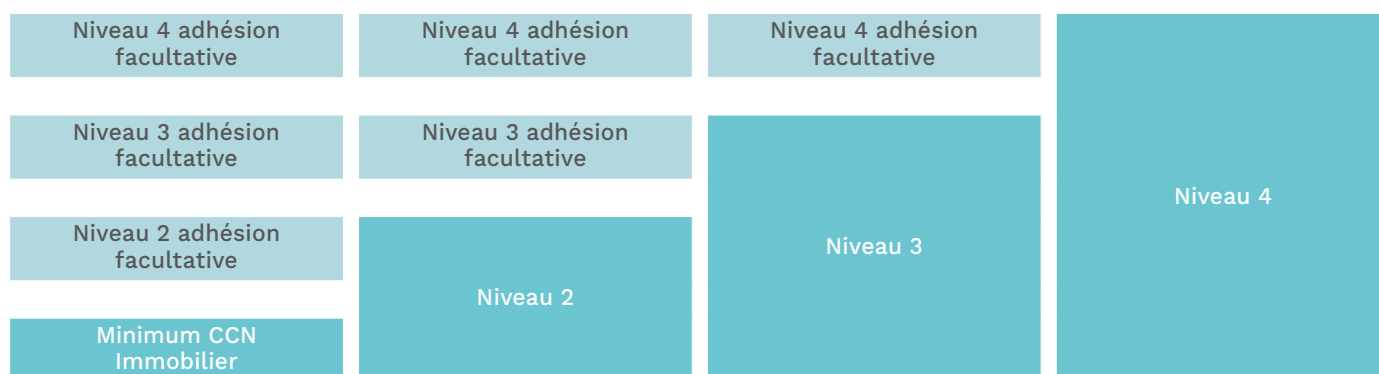 Niveau 4 adhésion
facultative
Niveau 4 adhésion
facultative
Niveau 4 adhésion
facultative
Niveau 4
Niveau 3 adhésion
facultative
Niveau 3 adhésion
facultative
Niveau 3
Niveau 2 adhésion
facultative
Niveau 2
Minimum CCN
Immobilier